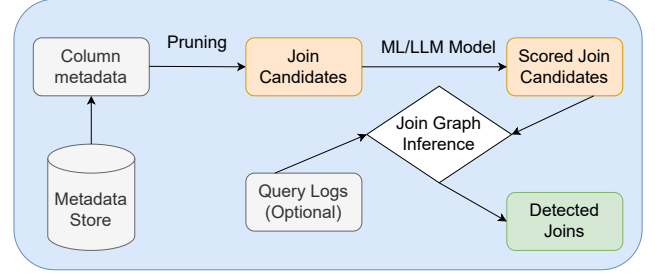 Column
metadata
Pruning
Join
Candidates
ML/LLM Model
Scored Join
Candidates
Join Graph
Inference
Metadata
Store
Query Logs
(Optional)
Detected
Joins